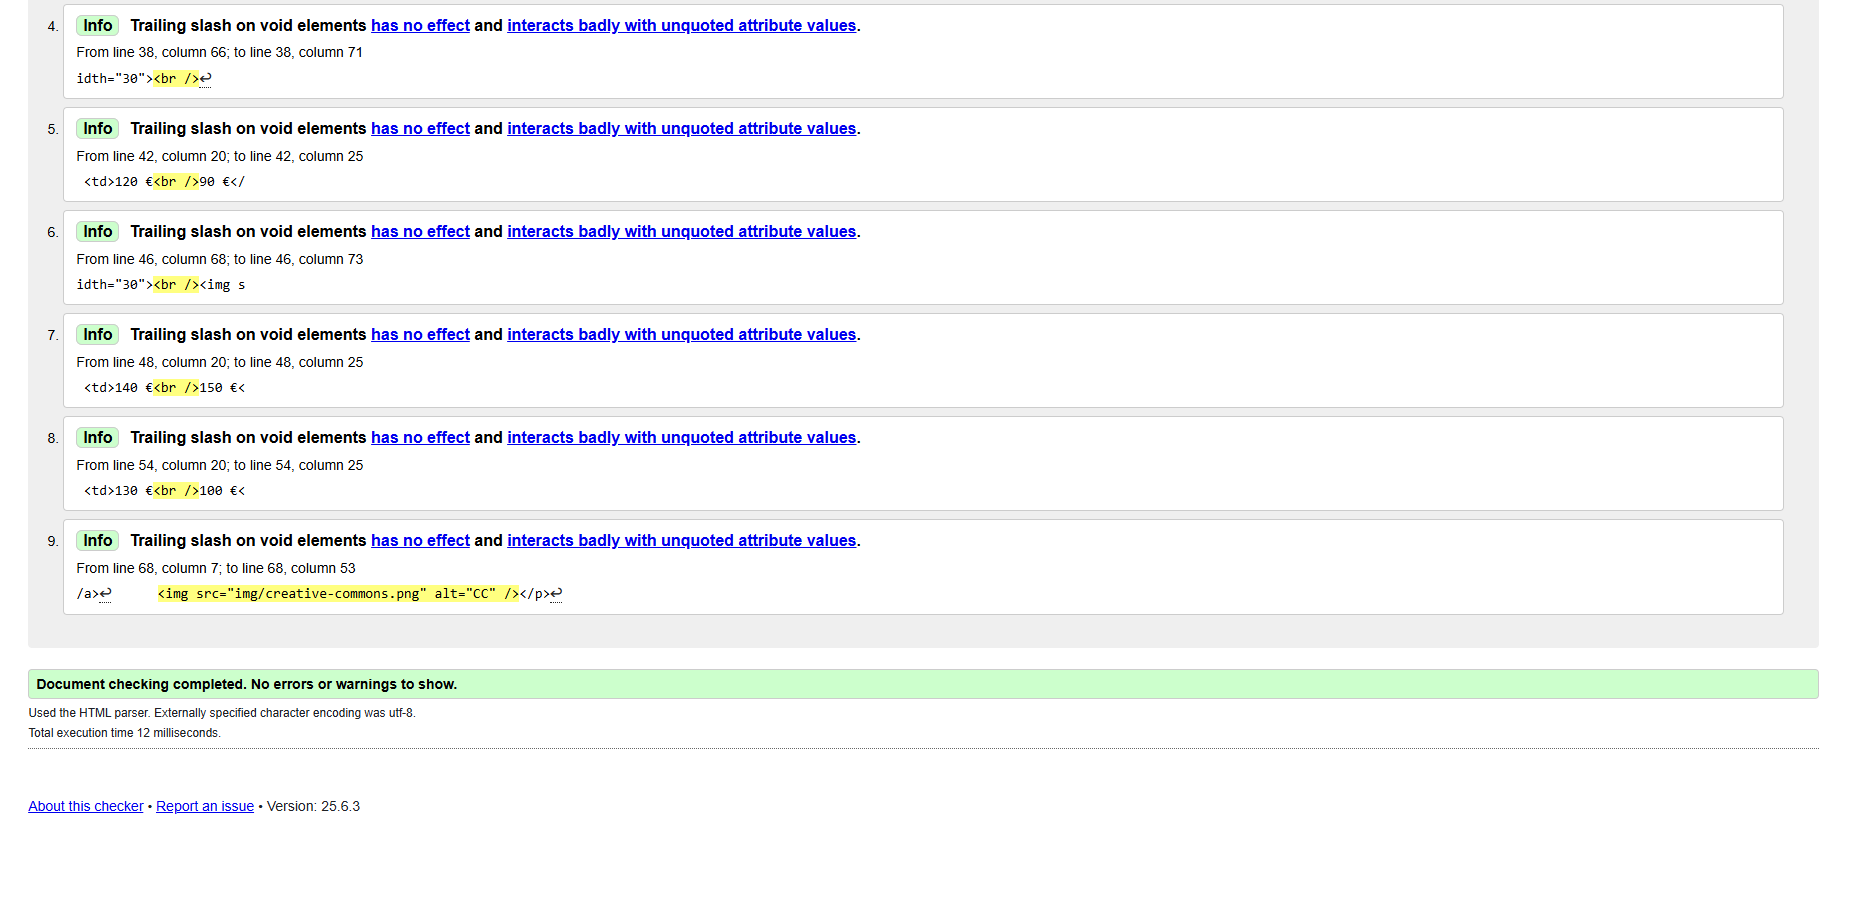 4. Info Trailing slash on void elements has no effect and interacts badly with unquoted attribute values.
From line 38, column 66; to line 38, column 71
idth="30"><br />↩
5. Info Trailing slash on void elements has no effect and interacts badly with unquoted attribute values.
From line 42, column 20; to line 42, column 25
<td>120 €<br />90 €</
6. Info Trailing slash on void elements has no effect and interacts badly with unquoted attribute values.
From line 46, column 68; to line 46, column 73
idth="30"><br /><img s
7. Info Trailing slash on void elements has no effect and interacts badly with unquoted attribute values.
From line 48, column 20; to line 48, column 25
<td>140 €<br />150 €<
8. Info Trailing slash on void elements has no effect and interacts badly with unquoted attribute values.
From line 54, column 20; to line 54, column 25
<td>130 €<br />100 €<
9. Info Trailing slash on void elements has no effect and interacts badly with unquoted attribute values.
From line 68, column 7; to line 68, column 53
/a>↩      <img src="img/creative-commons.png" alt="CC" /></p>↩
Document checking completed. No errors or warnings to show.
Used the HTML parser. Externally specified character encoding was utf-8.
Total execution time 12 milliseconds.
About this checker • Report an issue • Version: 25.6.3